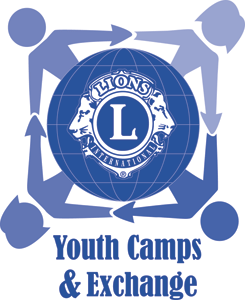 LIONS
L
INTERNATIONAL
®
Youth Camps
& Exchange